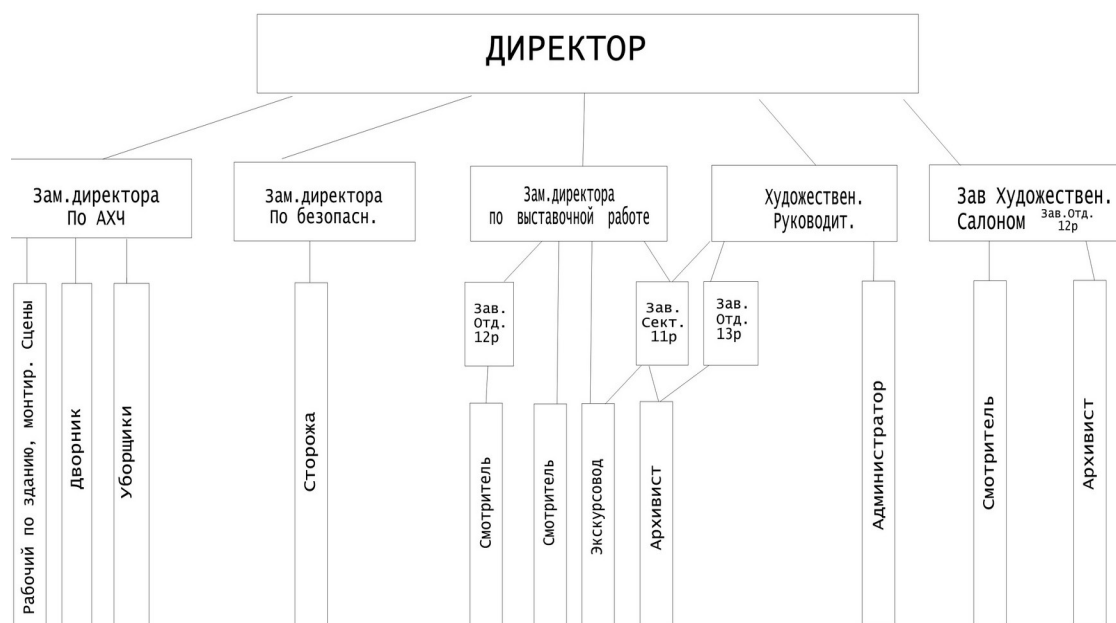 ДИРЕКТОР
Зам.директора
По АХЧ
Зам.директора
По безопасн.
Зам.директора
по выставочной работе
Художествен.
Руководит.
Зав Художествен.
Салоном Зав.Отд.
12р
Рабочий по зданию, монтир. Сцены
Дворник
Уборщики
Сторожа
Зав.
Отд.
12р
Зав.
Сект.
11р
Зав.
Отд.
13р
Смотритель
Смотритель
Экскурсовод
Архивист
Администратор
Смотритель
Архивист